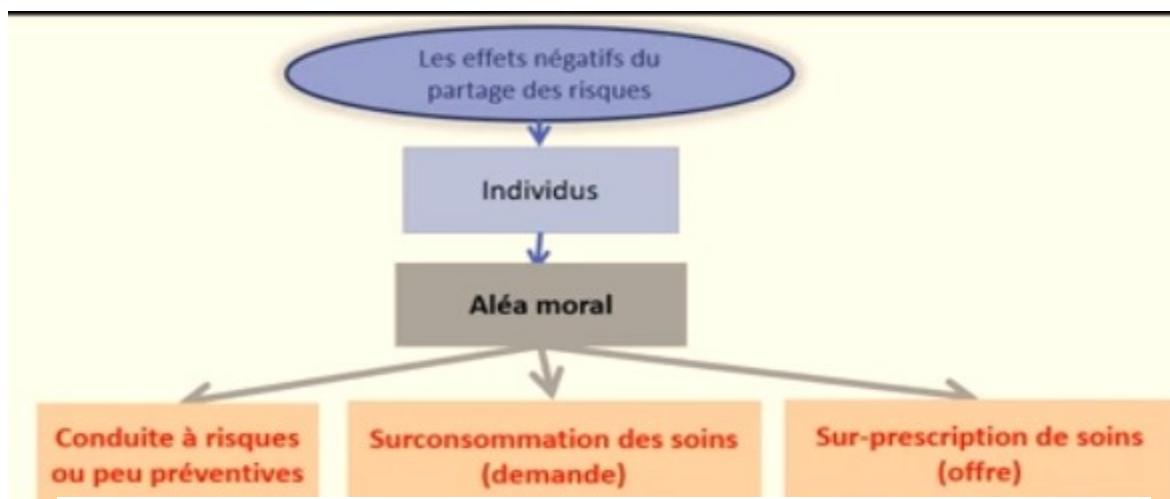 Les effets négatifs du
partage des risques
Individus
Aléa moral
Conduite à risques
ou peu préventives
Surconsommation des soins
(demande)
Sur-prescription de soins
(offre)